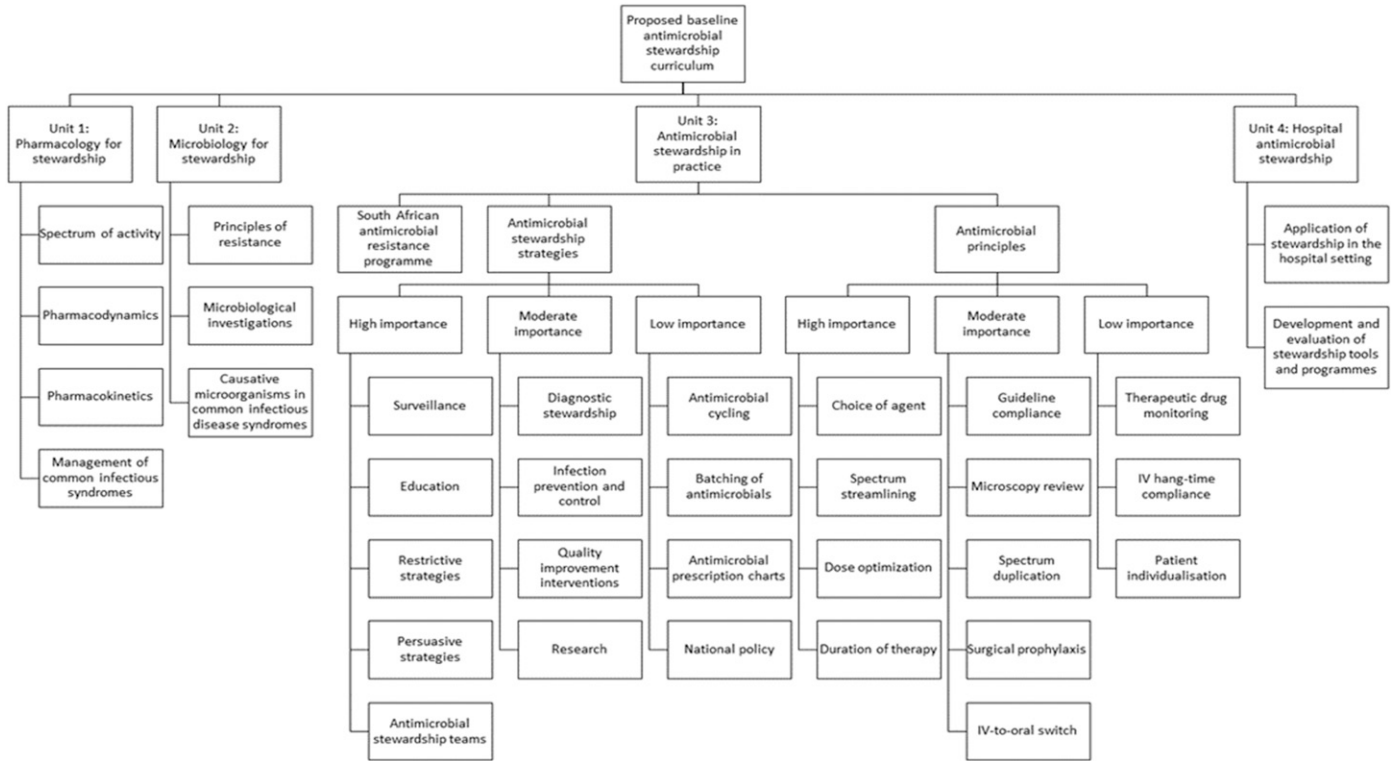 Proposed baseline
antimicrobial
stewardship
curriculum
Unit 1:
Pharmacology for
stewardship
Spectrum of activity
Pharmacodynamics
Pharmacokinetics
Management of
common infectious
syndromes
Unit 2:
Microbiology for
stewardship
Principles of
resistance
Microbiological
investigations
Causative
microorganisms in
common infectious
disease syndromes
Unit 3:
Antimicrobial
stewardship in
practice
South African
antimicrobial
resistance
programme
Antimicrobial
stewardship
strategies
High importance
Surveillance
Education
Restrictive
strategies
Persuasive
strategies
Antimicrobial
stewardship teams
Moderate
importance
Diagnostic
stewardship
Infection
prevention and
control
Quality
improvement
interventions
Research
Low importance
Antimicrobial
cycling
Batching of
antimicrobials
Antimicrobial
prescription charts
National policy
Antimicrobial
principles
High importance
Choice of agent
Spectrum
streamlining
Dose optimization
Duration of therapy
Moderate
importance
Guideline
compliance
Microscopy review
Spectrum
duplication
Surgical prophylaxis
IV-to-oral switch
Low importance
Therapeutic drug
monitoring
IV hang-time
compliance
Patient
individualisation
Unit 4: Hospital
antimicrobial
stewardship
Application of
stewardship in the
hospital setting
Development and
evaluation of
stewardship tools
and programmes